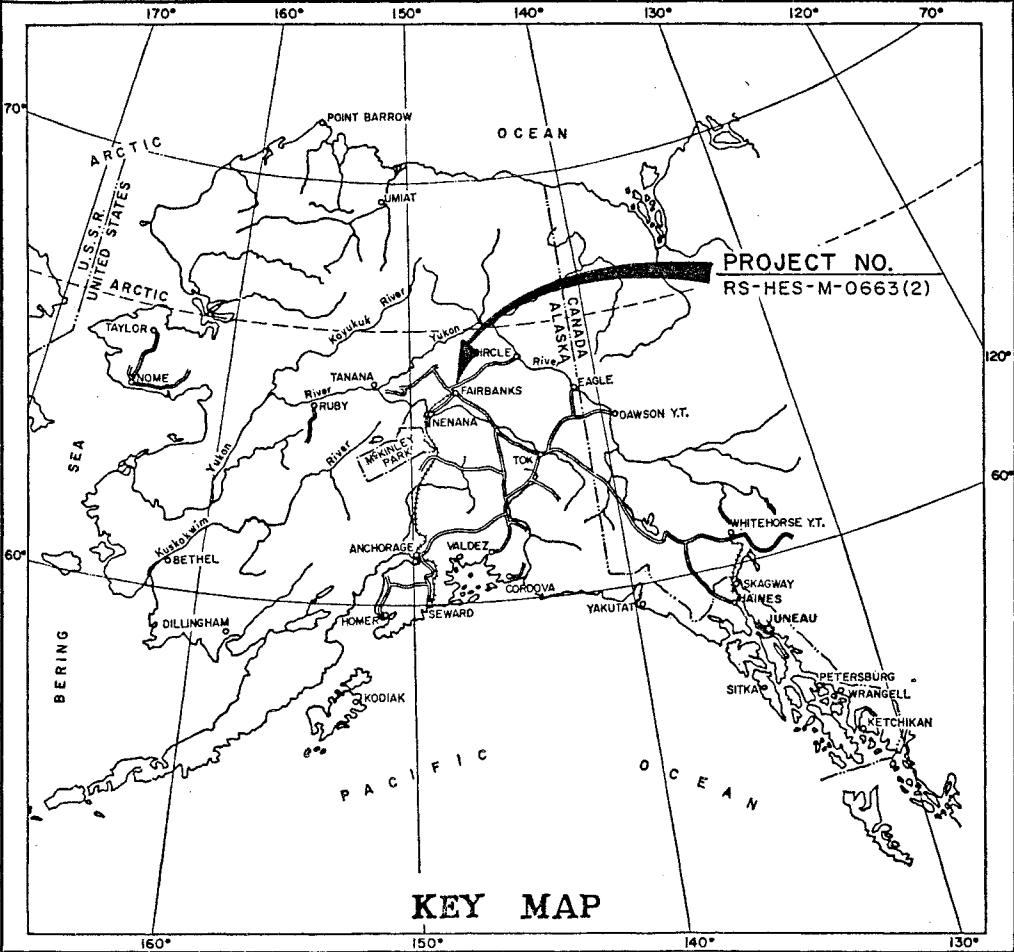 170° 160° 150° 140° 130° 120° 70°
70°
POINT BARROW
OCEAN
ARCTIC
UMIAT
U.S.S.R.
UNITED STATES
PROJECT NO.
RS-HES-M-0663(2)
ARCTIC
River
Koyukuk
Yukon
CANADA
ALASKA
TAYLOR
CIRCLE
River
120°
NOME
TANANA
FAIRBANKS
EAGLE
River
RUBY
DAWSON Y.T.
NENANA
SEA
Yukon
River
McKINLEY
PARK
TOK
60°
Kuskokwim
WHITEHORSE Y.T.
60°
BETHEL
ANCHORAGE
VALDEZ
CORDOVA
SKAGWAY
HAINES
YAKUTAT
DILLINGHAM
HOMER
SEWARD
JUNEAU
BERING
KODIAK
SITKA
PETERSBURG
WRANGELL
KETCHIKAN
PACIFIC
OCEAN
KEY MAP
160° 150° 140° 130°